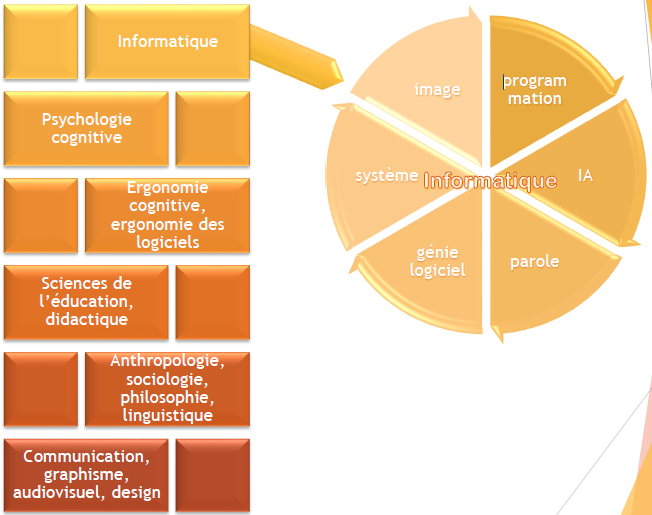 Informatique
Psychologie
cognitive
Ergonomie
cognitive,
ergonomie des
logiciels
Sciences de
l’éducation,
didactique
Anthropologie,
sociologie,
philosophie,
linguistique
Communication,
graphisme,
audiovisuel, design
image
program
mation
système
Informatique
IA
génie
logiciel
parole